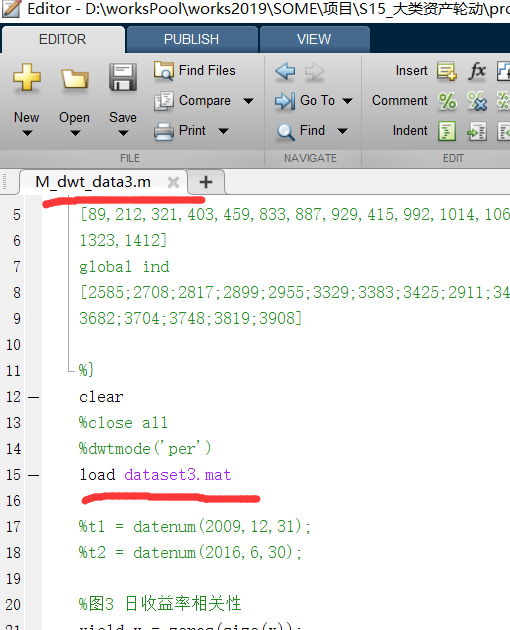 Editor - D:\worksPool\works2019\SOME\项目\S15_大类资产轮动\pro
EDITOR PUBLISH VIEW
New Open Save Find Files Compare Print Go To Find Insert Comment Indent
FILE NAVIGATE EDIT
M_dwt_data3.m
5 [89,212,321,403,459,833,887,929,415,992,1014,106
6 1323,1412]
7 global ind
8 [2585;2708;2817;2899;2955;3329;3383;3425;2911;34
9 3682;3704;3748;3819;3908]
10
11 %}
12 clear
13 %close all
14 %dwtmode('per')
15 load dataset3.mat
16
17 %t1 = datenum(2009,12,31);
18 %t2 = datenum(2016,6,30);
19
20 %图3 日收益率相关性